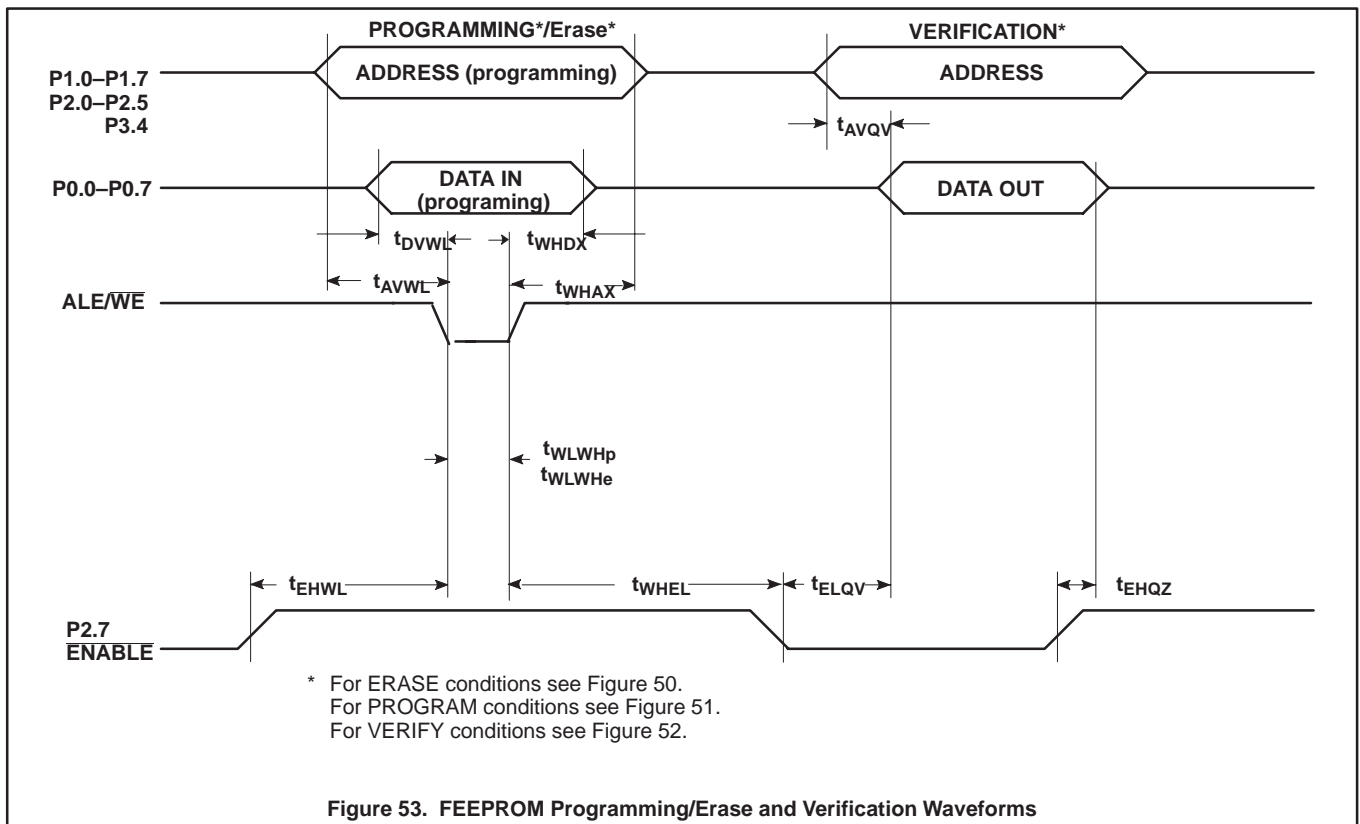 PROGRAMMING*/Erase*
VERIFICATION*
P1.0–P1.7
P2.0–P2.5
P3.4
ADDRESS (programming)
ADDRESS
tAVQV
P0.0–P0.7
DATA IN
(programing)
DATA OUT
tDVWL
tWHDX
tAVWL
tWHAX
ALE/WE
tWLWHp
tWLWHe
tEHWL
tWHEL
tELQV
tEHQZ
P2.7
ENABLE
* For ERASE conditions see Figure 50.
For PROGRAM conditions see Figure 51.
For VERIFY conditions see Figure 52.
Figure 53. FEEPROM Programming/Erase and Verification Waveforms